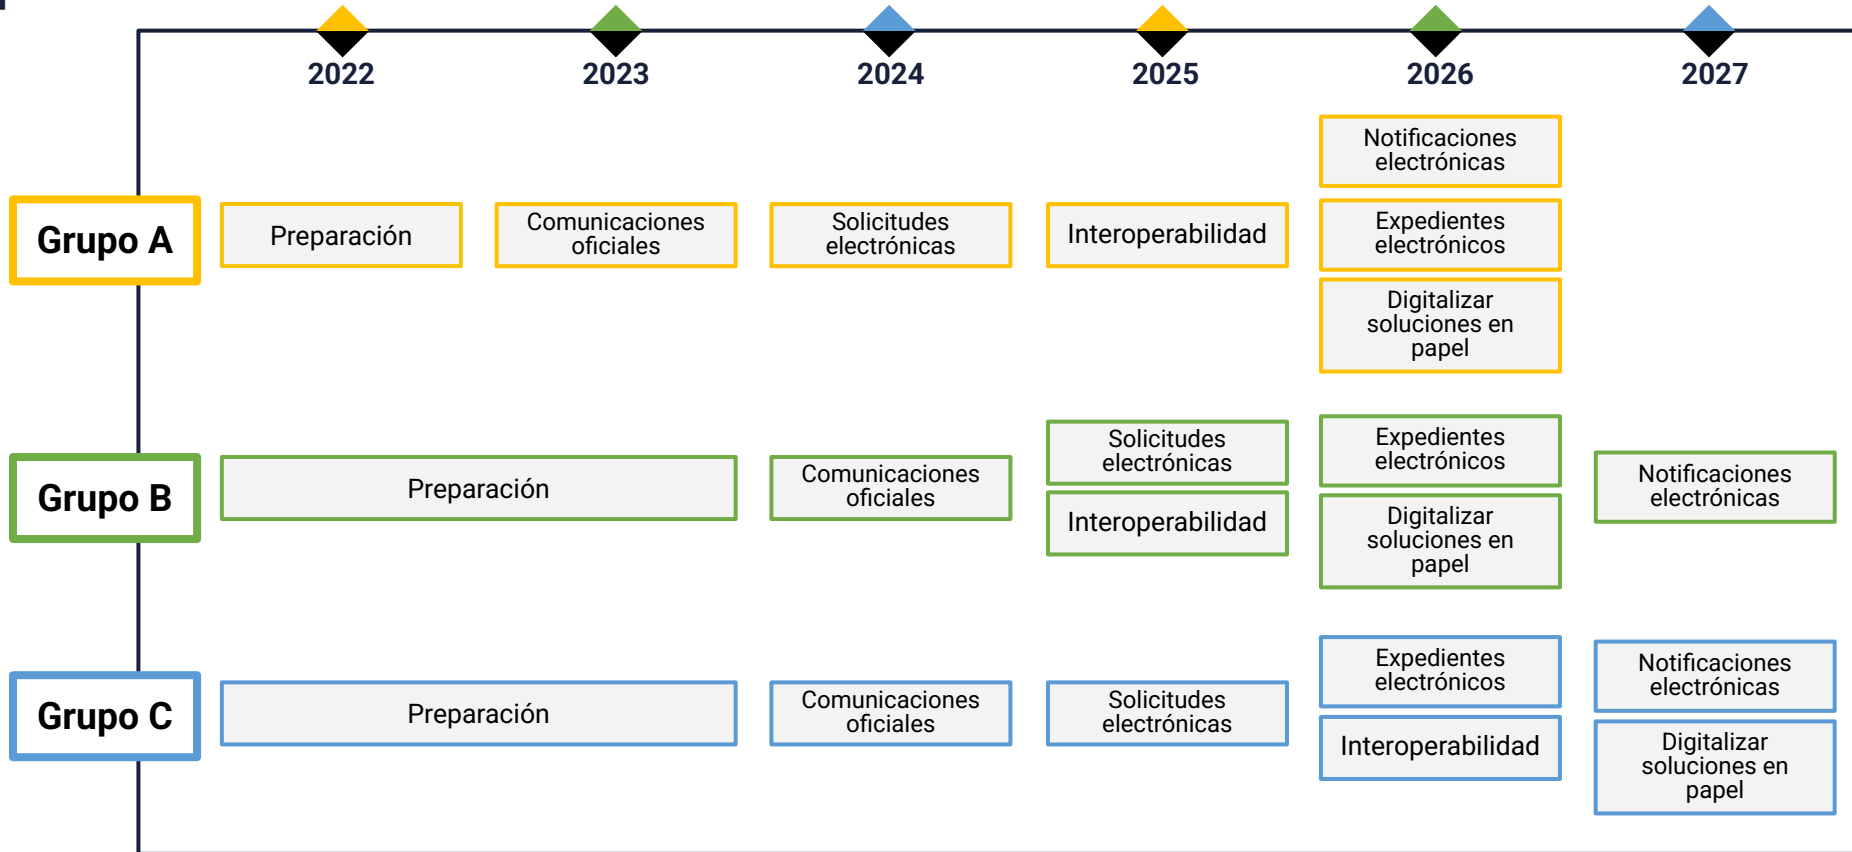 2022
2023
2024
2025
2026
2027
Grupo A
Preparación
Comunicaciones
oficiales
Solicitudes
electrónicas
Interoperabilidad
Notificaciones
electrónicas
Expedientes
electrónicos
Digitalizar
soluciones en
papel
Grupo B
Preparación
Comunicaciones
oficiales
Solicitudes
electrónicas
Interoperabilidad
Expedientes
electrónicos
Digitalizar
soluciones en
papel
Notificaciones
electrónicas
Grupo C
Preparación
Comunicaciones
oficiales
Solicitudes
electrónicas
Expedientes
electrónicos
Interoperabilidad
Notificaciones
electrónicas
Digitalizar
soluciones en
papel